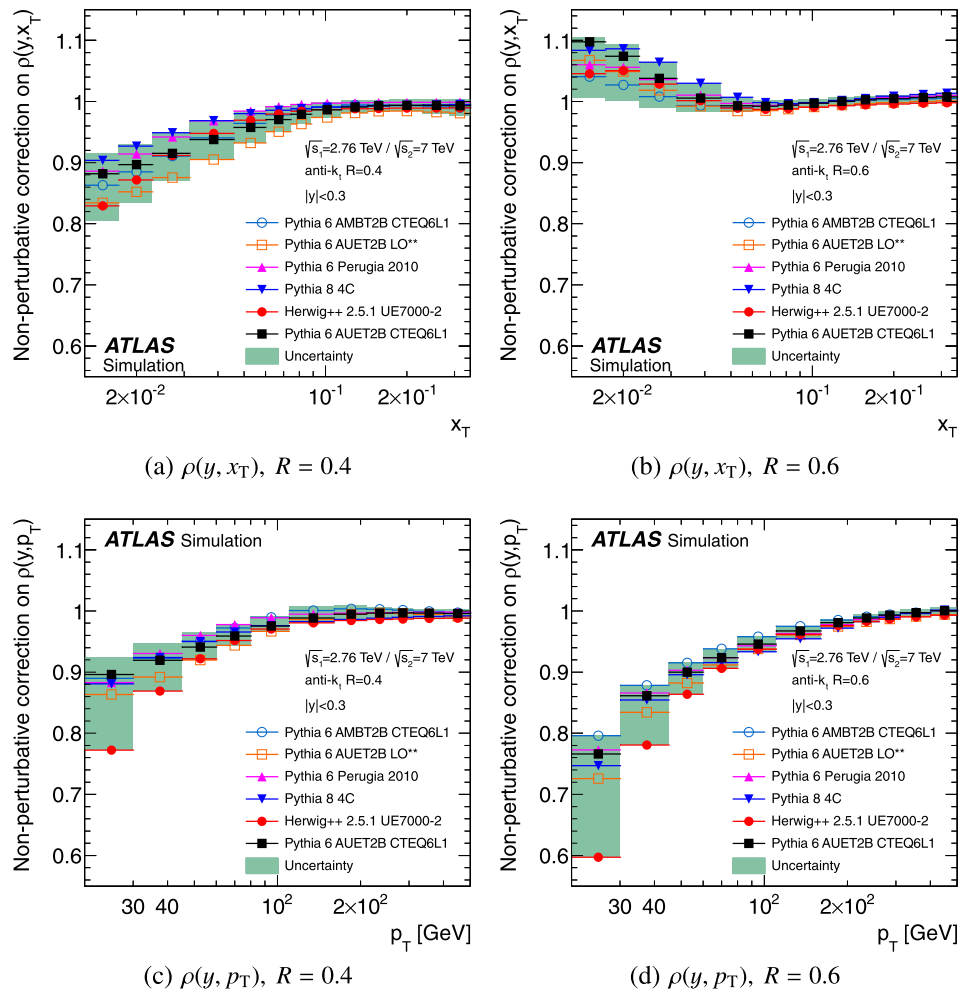 Non-perturbative correction on ρ(y,x_T)
1.1
1
0.9
0.8
0.7
0.6
√s₁=2.76 TeV / √s₂=7 TeV
anti-k_t R=0.4
|y|<0.3
Pythia 6 AMBT2B CTEQ6L1
Pythia 6 AUET2B LO**
Pythia 6 Perugia 2010
Pythia 8 4C
Herwig++ 2.5.1 UE7000-2
Pythia 6 AUET2B CTEQ6L1
Uncertainty
ATLAS
Simulation
2×10⁻² 10⁻¹ 2×10⁻¹
x_T
(a) ρ(y, x_T), R = 0.4
Non-perturbative correction on ρ(y,x_T)
1.1
1
0.9
0.8
0.7
0.6
√s₁=2.76 TeV / √s₂=7 TeV
anti-k_t R=0.6
|y|<0.3
Pythia 6 AMBT2B CTEQ6L1
Pythia 6 AUET2B LO**
Pythia 6 Perugia 2010
Pythia 8 4C
Herwig++ 2.5.1 UE7000-2
Pythia 6 AUET2B CTEQ6L1
Uncertainty
ATLAS
Simulation
2×10⁻² 10⁻¹ 2×10⁻¹
x_T
(b) ρ(y, x_T), R = 0.6
Non-perturbative correction on ρ(y,p_T)
ATLAS Simulation
1.1
1
0.9
0.8
0.7
0.6
√s₁=2.76 TeV / √s₂=7 TeV
anti-k_t R=0.4
|y|<0.3
Pythia 6 AMBT2B CTEQ6L1
Pythia 6 AUET2B LO**
Pythia 6 Perugia 2010
Pythia 8 4C
Herwig++ 2.5.1 UE7000-2
Pythia 6 AUET2B CTEQ6L1
Uncertainty
30 40 10² 2×10²
p_T [GeV]
(c) ρ(y, p_T), R = 0.4
Non-perturbative correction on ρ(y,p_T)
ATLAS Simulation
1.1
1
0.9
0.8
0.7
0.6
√s₁=2.76 TeV / √s₂=7 TeV
anti-k_t R=0.6
|y|<0.3
Pythia 6 AMBT2B CTEQ6L1
Pythia 6 AUET2B LO**
Pythia 6 Perugia 2010
Pythia 8 4C
Herwig++ 2.5.1 UE7000-2
Pythia 6 AUET2B CTEQ6L1
Uncertainty
30 40 10² 2×10²
p_T [GeV]
(d) ρ(y, p_T), R = 0.6